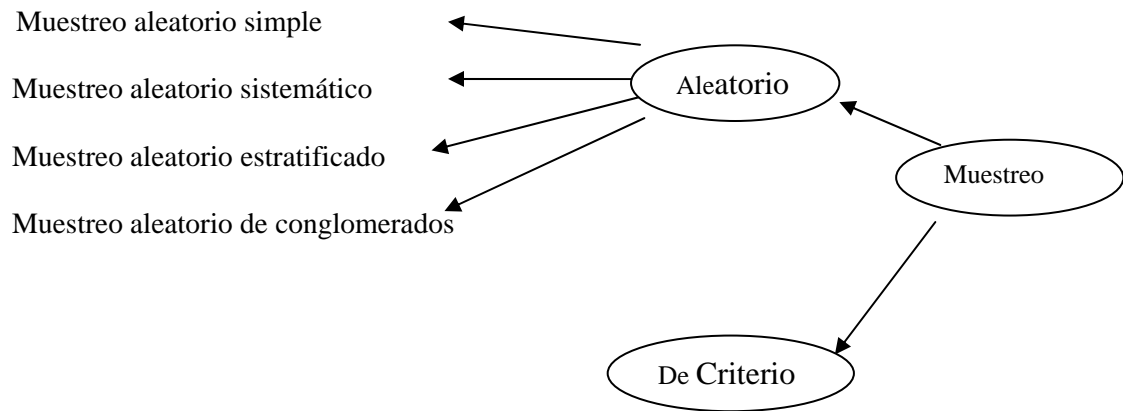 Muestreo aleatorio simple
Muestreo aleatorio sistemático
Muestreo aleatorio estratificado
Muestreo aleatorio de conglomerados
Aleatorio
Muestreo
De Criterio